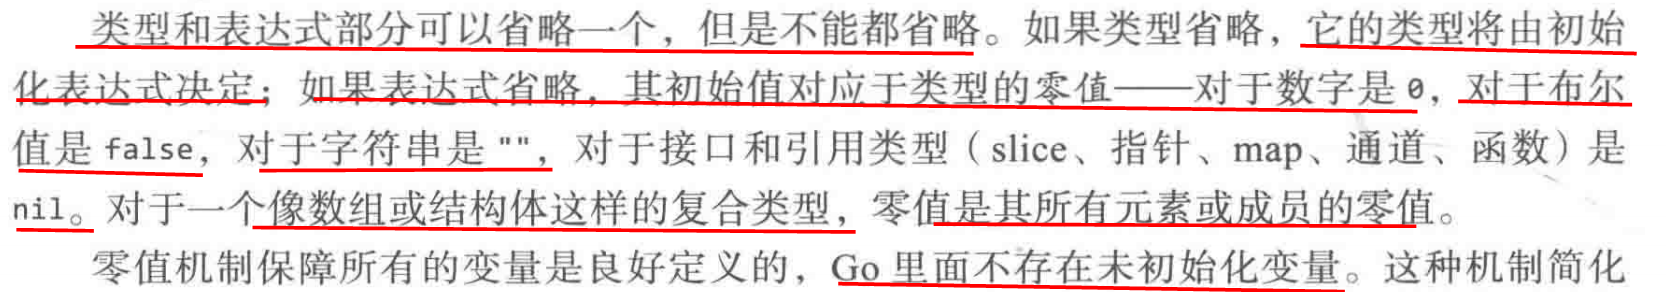 类型和表达式部分可以省略一个，但是不能都省略。如果类型省略，它的类型将由初始
化表达式决定；如果表达式省略，其初始值对应于类型的零值——对于数字是 0，对于布尔
值是 false，对于字符串是 ""，对于接口和引用类型（slice、指针、map、通道、函数）是
nil。对于一个像数组或结构体这样的复合类型，零值是其所有元素或成员的零值。
零值机制保障所有的变量是良好定义的，Go 里面不存在未初始化变量。这种机制简化